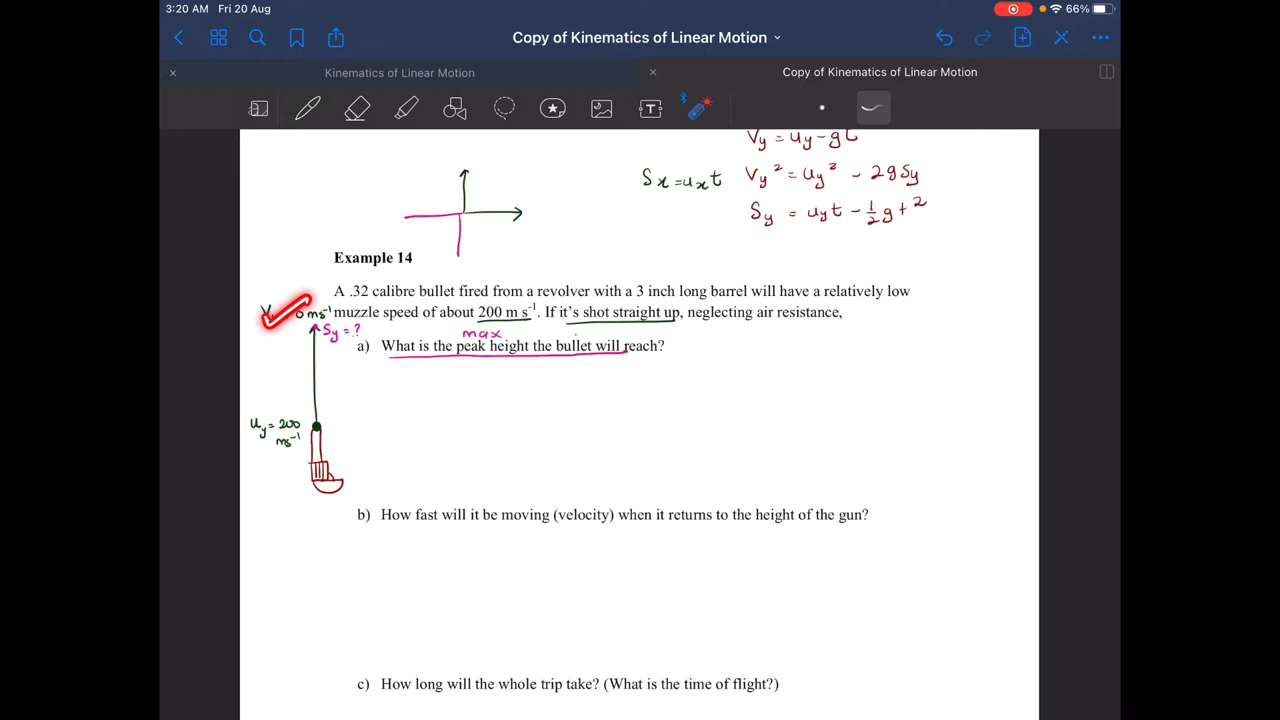 3:20 AM Fri 20 Aug 66%
Copy of Kinematics of Linear Motion
Kinematics of Linear Motion
Copy of Kinematics of Linear Motion
Vy = uy - gt
Sx = uxt
Vy² = uy² - 2gSy
Sy = uyt - ½gt²
Example 14
A .32 calibre bullet fired from a revolver with a 3 inch long barrel will have a relatively low
0 ms⁻¹
muzzle speed of about 200 m s⁻¹. If it's shot straight up, neglecting air resistance,
Sy = ?
max
a) What is the peak height the bullet will reach?
uy = 200
ms⁻¹
b) How fast will it be moving (velocity) when it returns to the height of the gun?
c) How long will the whole trip take? (What is the time of flight?)